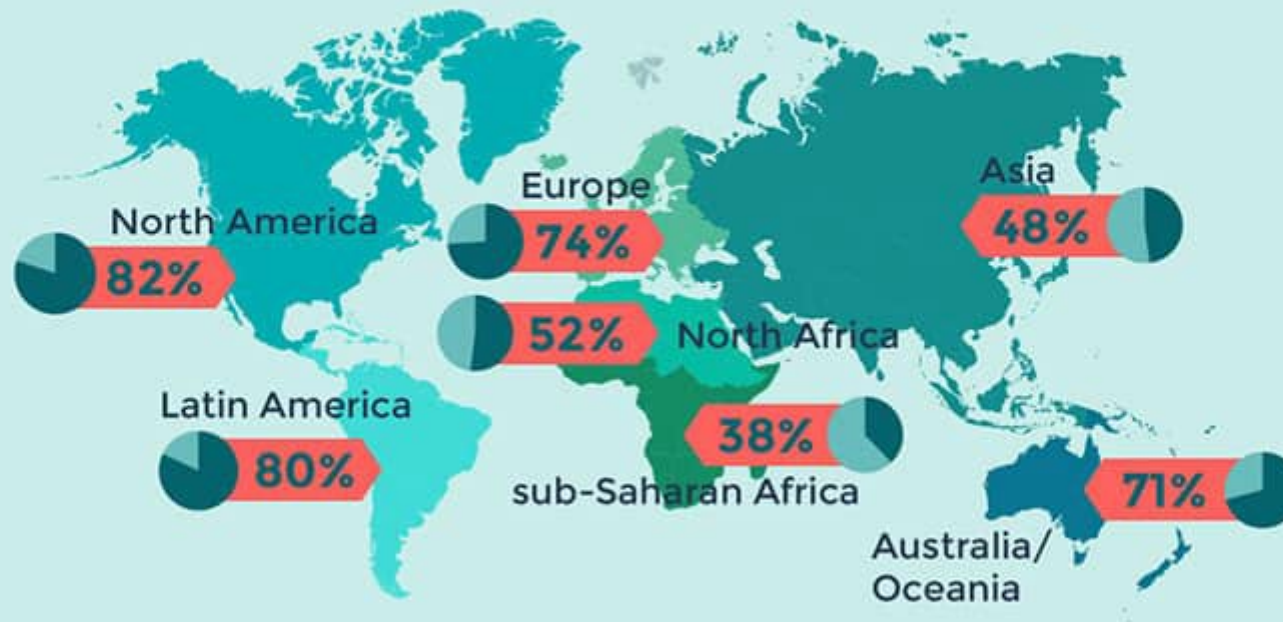 North America
82%
Europe
74%
Asia
48%
52%
North Africa
Latin America
80%
38%
sub-Saharan Africa
71%
Australia/
Oceania